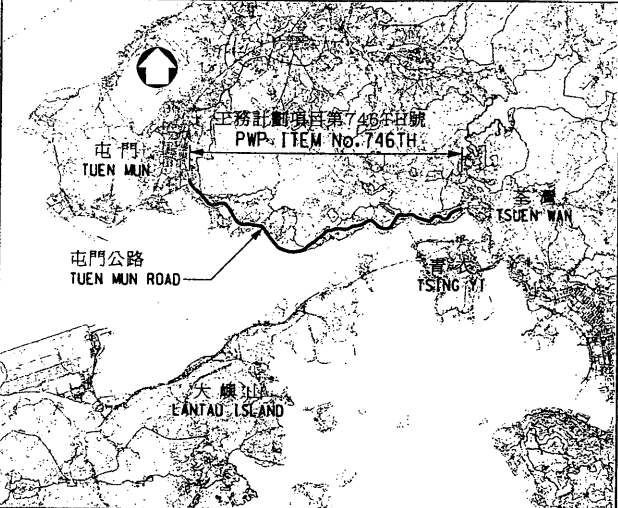 工務計劃項目第746TH號
PWP ITEM No.746TH
屯門
TUEN MUN
荃灣
TSUEN WAN
屯門公路
TUEN MUN ROAD
青衣
TSING YI
大嶼山
LANTAU ISLAND